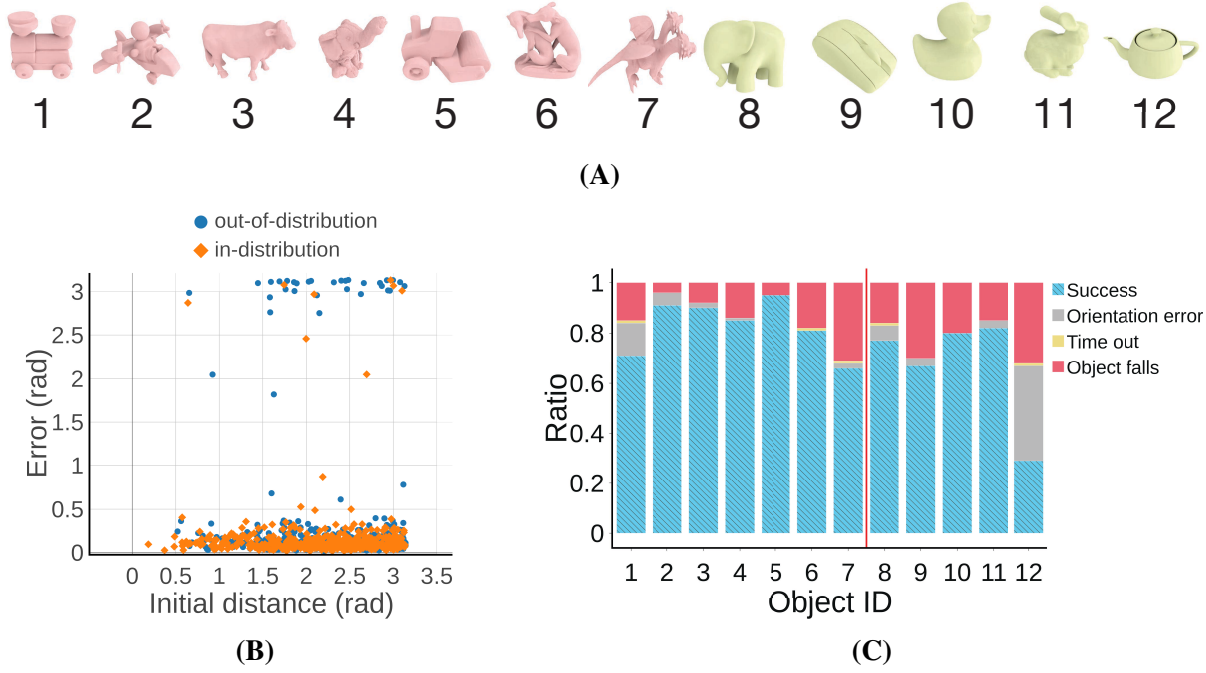 1 2 3 4 5 6 7 8 9 10 11 12
(A)
out-of-distribution
in-distribution
Error (rad)
3
2.5
2
1.5
1
0.5
0
0 0.5 1 1.5 2 2.5 3 3.5
Initial distance (rad)
(B)
Ratio
1
0.8
0.6
0.4
0.2
0
Success
Orientation error
Time out
Object falls
1 2 3 4 5 6 7 8 9 10 11 12
Object ID
(C)